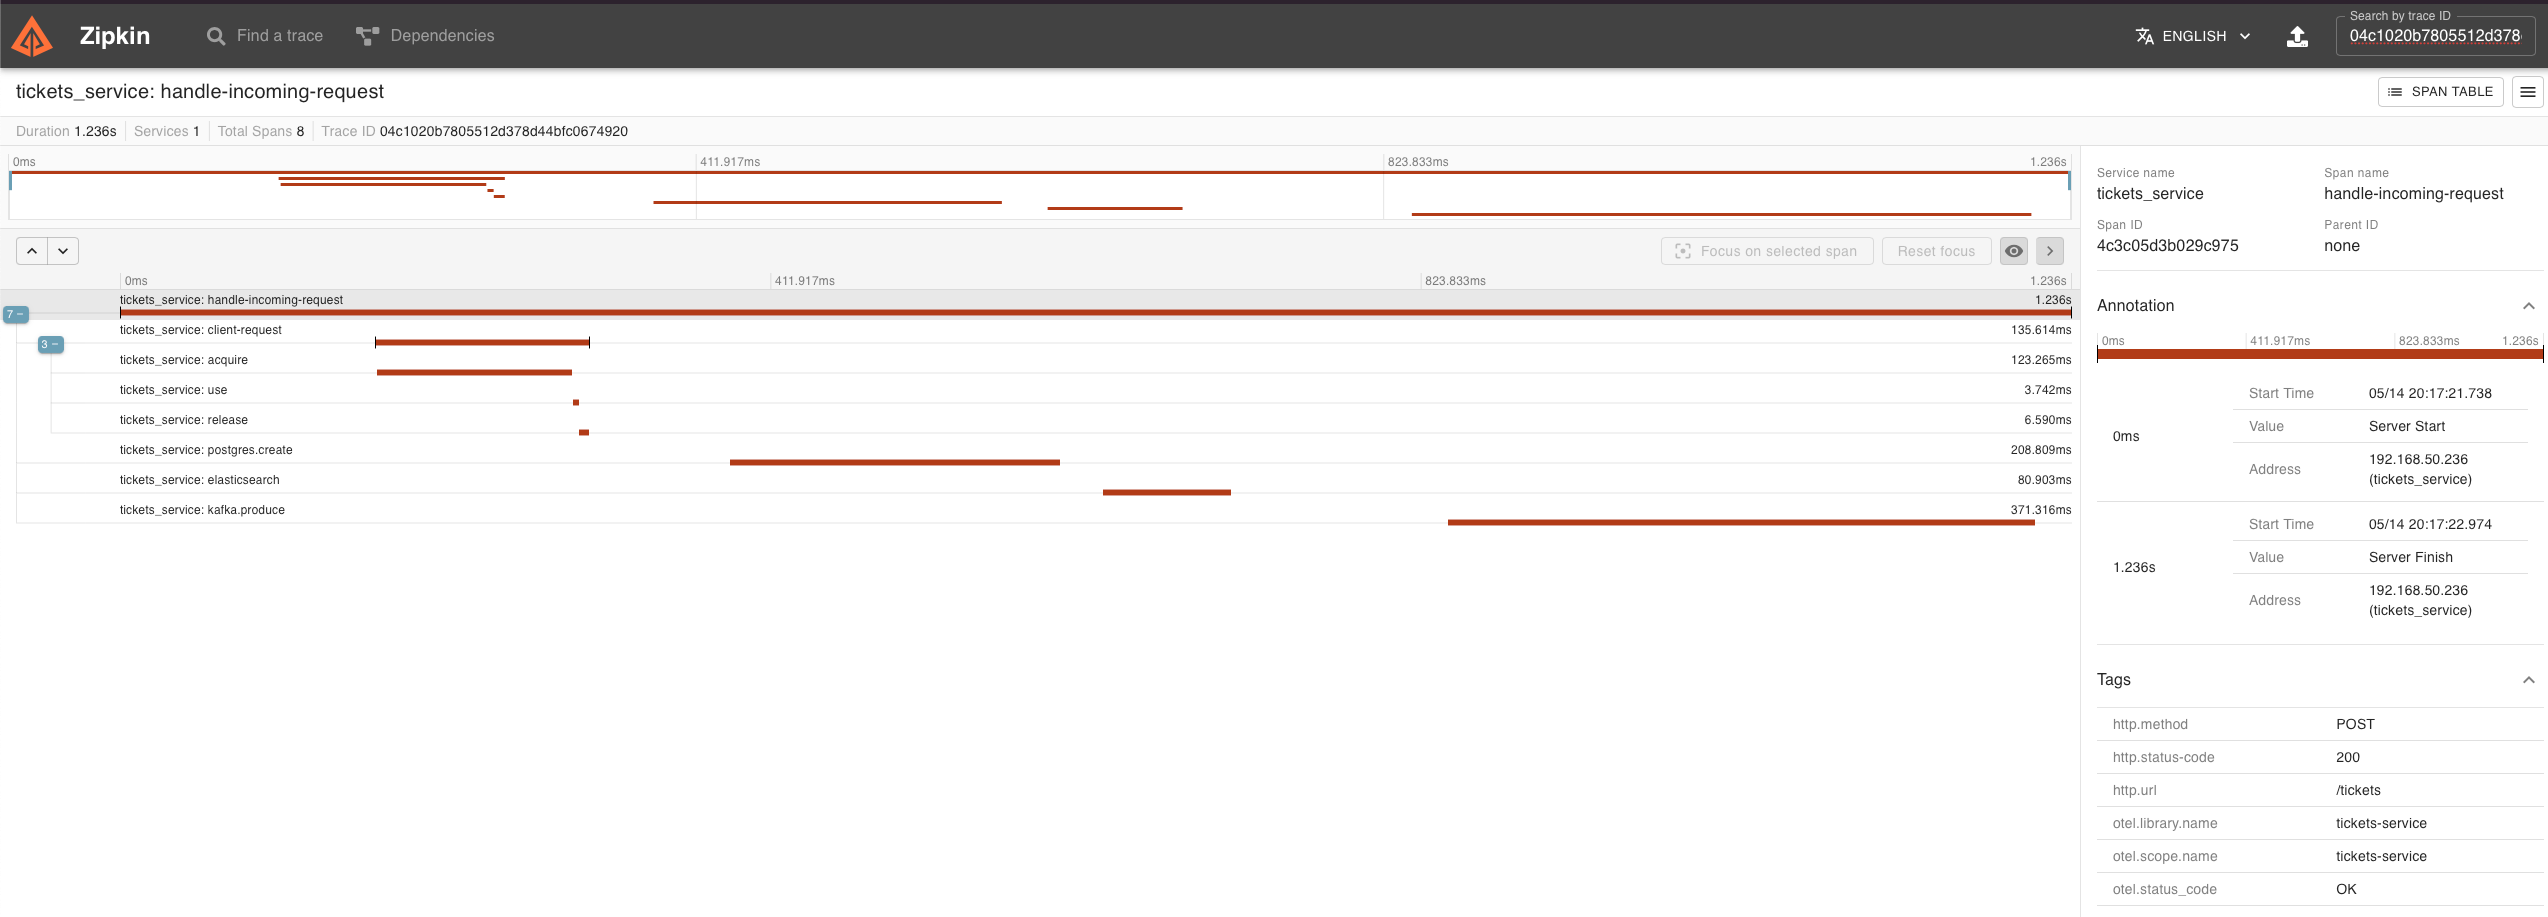 Zipkin
Find a trace
Dependencies
ENGLISH
Search by trace ID
04c1020b7805512d378
tickets_service: handle-incoming-request
SPAN TABLE
Duration 1.236s Services 1 Total Spans 8 Trace ID 04c1020b7805512d378d44bfc0674920
0ms 411.917ms 823.833ms 1.236s
Focus on selected span
Reset focus
0ms 411.917ms 823.833ms 1.236s
tickets_service: handle-incoming-request 1.236s
7 −
tickets_service: client-request 135.614ms
3 −
tickets_service: acquire 123.265ms
tickets_service: use 3.742ms
tickets_service: release 6.590ms
tickets_service: postgres.create 208.809ms
tickets_service: elasticsearch 80.903ms
tickets_service: kafka.produce 371.316ms
Service name Span name
tickets_service handle-incoming-request
Span ID Parent ID
4c3c05d3b029c975 none
Annotation
0ms 411.917ms 823.833ms 1.236s
Start Time 05/14 20:17:21.738
0ms
Value Server Start
Address 192.168.50.236
(tickets_service)
Start Time 05/14 20:17:22.974
1.236s
Value Server Finish
Address 192.168.50.236
(tickets_service)
Tags
http.method POST
http.status-code 200
http.url /tickets
otel.library.name tickets-service
otel.scope.name tickets-service
otel.status_code OK